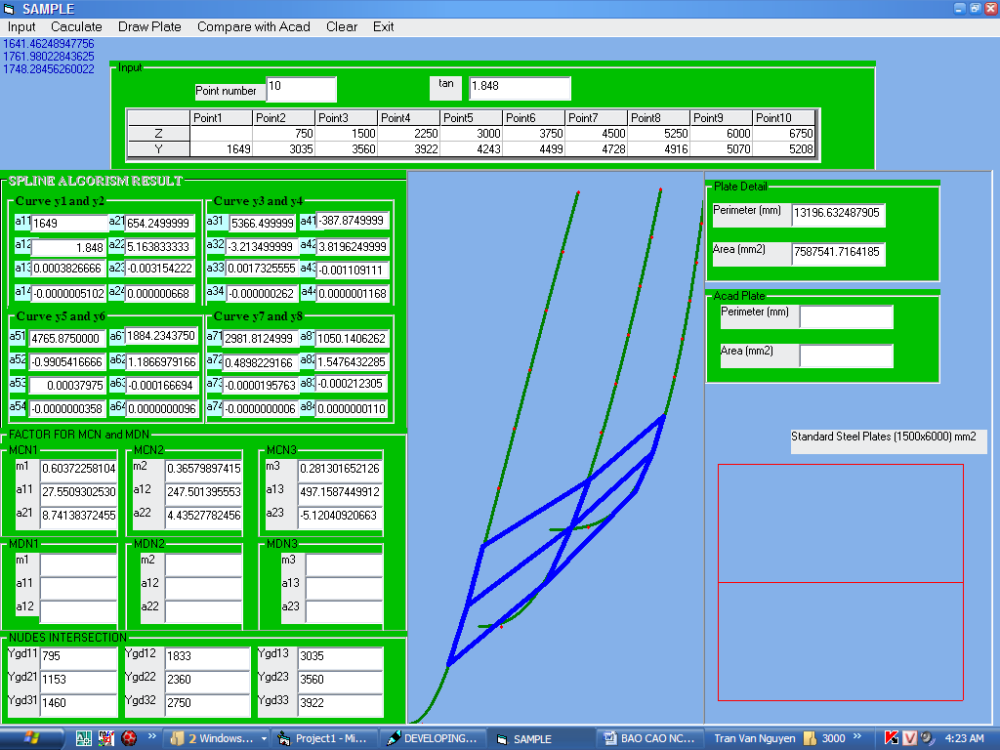 SAMPLE
Input Caculate Draw Plate Compare with Acad Clear Exit
1641.46248947756
1761.98022843625
1748.28456260022
Input
Point number 10 tan 1.848
Point1 Point2 Point3 Point4 Point5 Point6 Point7 Point8 Point9 Point10
Z 750 1500 2250 3000 3750 4500 5250 6000 6750
Y 1649 3035 3560 3922 4243 4499 4728 4916 5070 5208
SPLINE ALGORISM RESULT
Curve y1 and y2
a11 1649 a21 654.2499999
a12 1.848 a22 5.163833333
a13 0.0003826666 a23 -0.003154222
a14 -0.0000005102 a24 0.000000668
Curve y3 and y4
a31 5366.499999 a41 -387.8749999
a32 -3.213499999 a42 3.8196249999
a33 0.0017325555 a43 -0.001109111
a34 -0.000000262 a44 0.0000001168
Curve y5 and y6
a51 4765.8750000 a61 1884.2343750
a52 -0.9905416666 a62 1.1866979166
a53 0.00037975 a63 -0.000166694
a54 -0.0000000358 a64 0.0000000096
Curve y7 and y8
a71 2981.8124999 a81 1050.1406262
a72 0.4898229166 a82 1.5476432285
a73 -0.0000195763 a83 -0.000212305
a74 -0.0000000006 a84 0.0000000110
FACTOR FOR MCN and MDN
MCN1
m1 0.60372258104
a11 27.5509302530
a21 8.74138372455
MCN2
m2 0.36579897415
a12 247.501395553
a22 4.43527782456
MCN3
m3 0.281301652126
a13 497.1587449912
a23 -5.12040920663
MDN1
m1
a11
a12
MDN2
m2
a12
a22
MDN3
m3
a13
a23
NUDES INTERSECTION
Ygd11 795 Ygd12 1833 Ygd13 3035
Ygd21 1153 Ygd22 2360 Ygd23 3560
Ygd31 1460 Ygd32 2750 Ygd33 3922
Plate Detail
Perimeter (mm) 13196.632487905
Area (mm2) 7587541.7164185
Acad Plate
Perimeter (mm)
Area (mm2)
Standard Steel Plates (1500x6000) mm2
2 Windows... Project1 - Mi... DEVELOPING... SAMPLE BAO CAO NC... Tran Van Nguyen 3000 4:23 AM